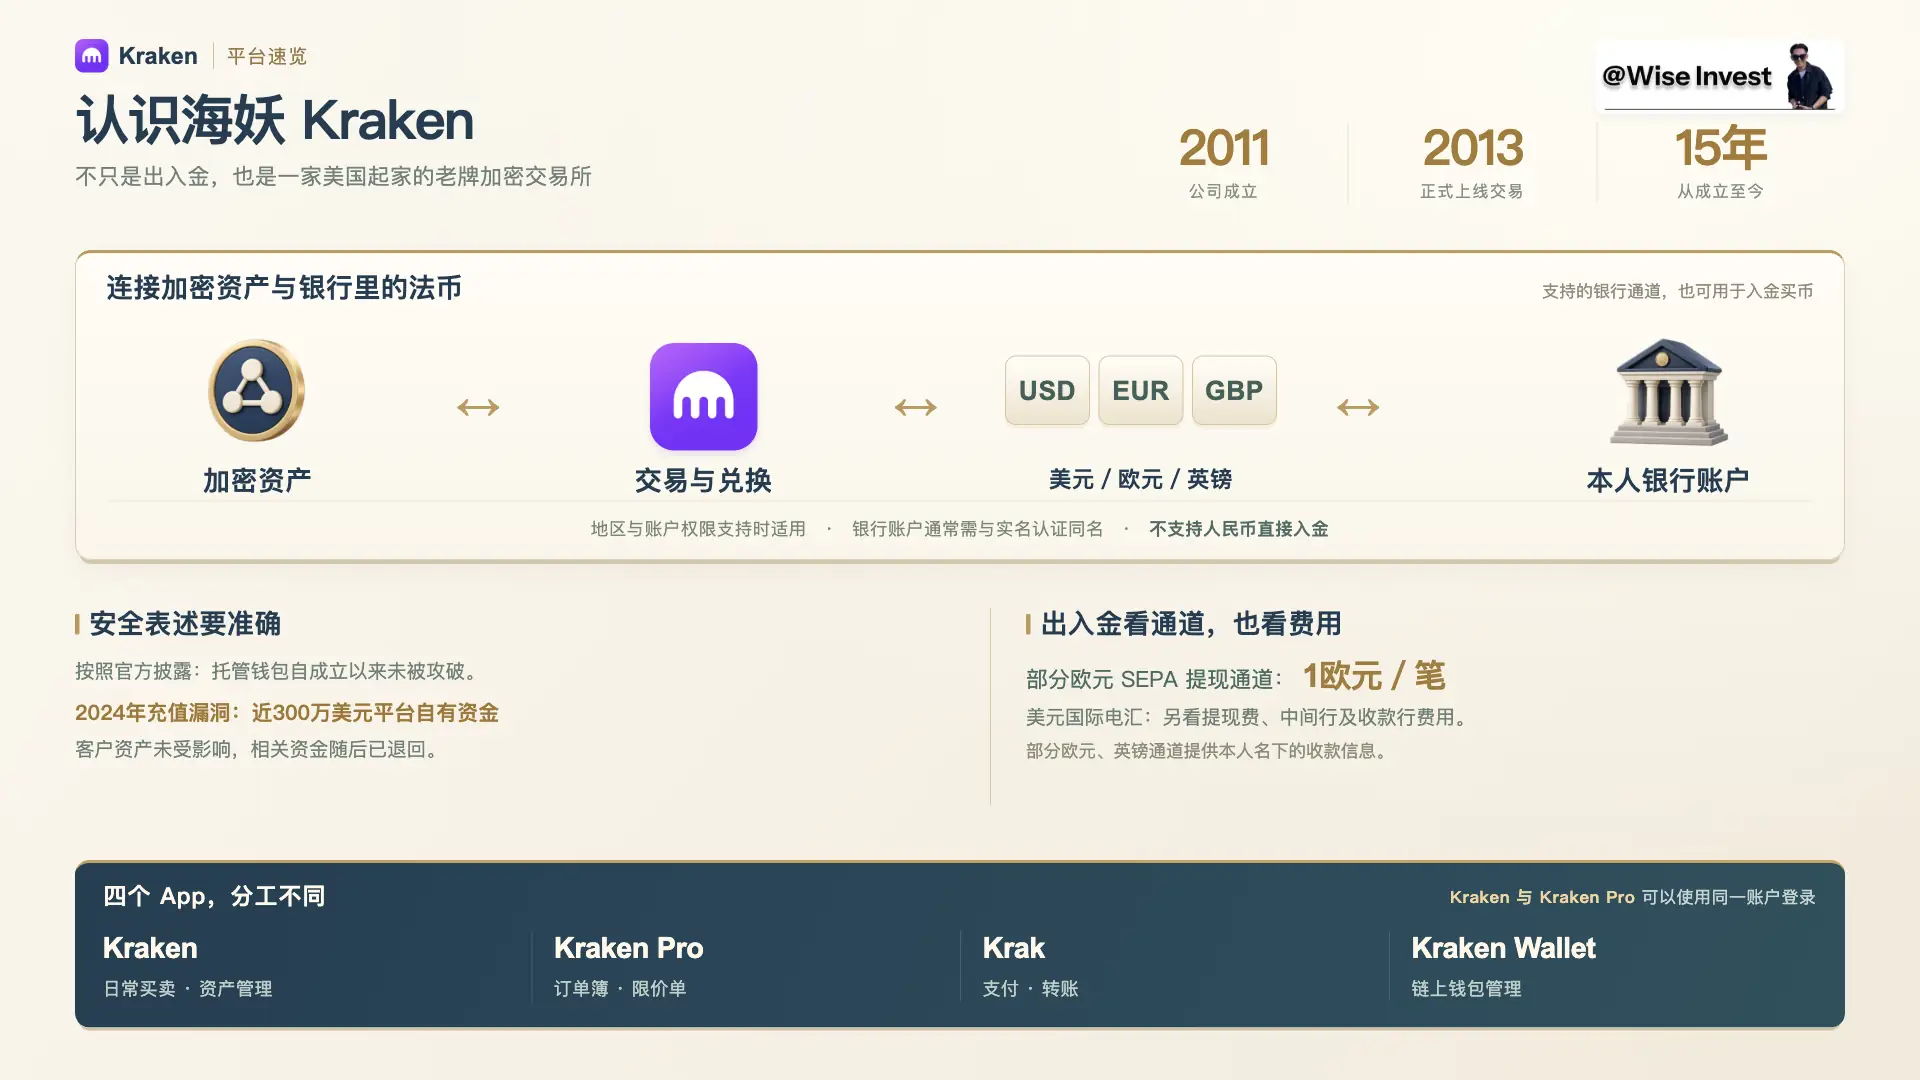 Kraken
平台速览
@Wise Invest
认识海妖 Kraken
不只是出入金，也是一家美国起家的老牌加密交易所
2011
公司成立
2013
正式上线交易
15年
从成立至今
连接加密资产与银行里的法币
支持的银行通道，也可用于入金买币
加密资产
交易与兑换
USD
EUR
GBP
美元 / 欧元 / 英镑
本人银行账户
地区与账户权限支持时适用 · 银行账户通常需与实名认证同名 · 不支持人民币直接入金
安全表述要准确
按照官方披露：托管钱包自成立以来未被攻破。
2024年充值漏洞：近300万美元平台自有资金
客户资产未受影响，相关资金随后已退回。
出入金看通道，也看费用
部分欧元 SEPA 提现通道： 1欧元 / 笔
美元国际电汇：另看提现费、中间行及收款行费用。
部分欧元、英镑通道提供本人名下的收款信息。
四个 App，分工不同
Kraken 与 Kraken Pro 可以使用同一账户登录
Kraken
日常买卖 · 资产管理
Kraken Pro
订单簿 · 限价单
Krak
支付 · 转账
Kraken Wallet
链上钱包管理